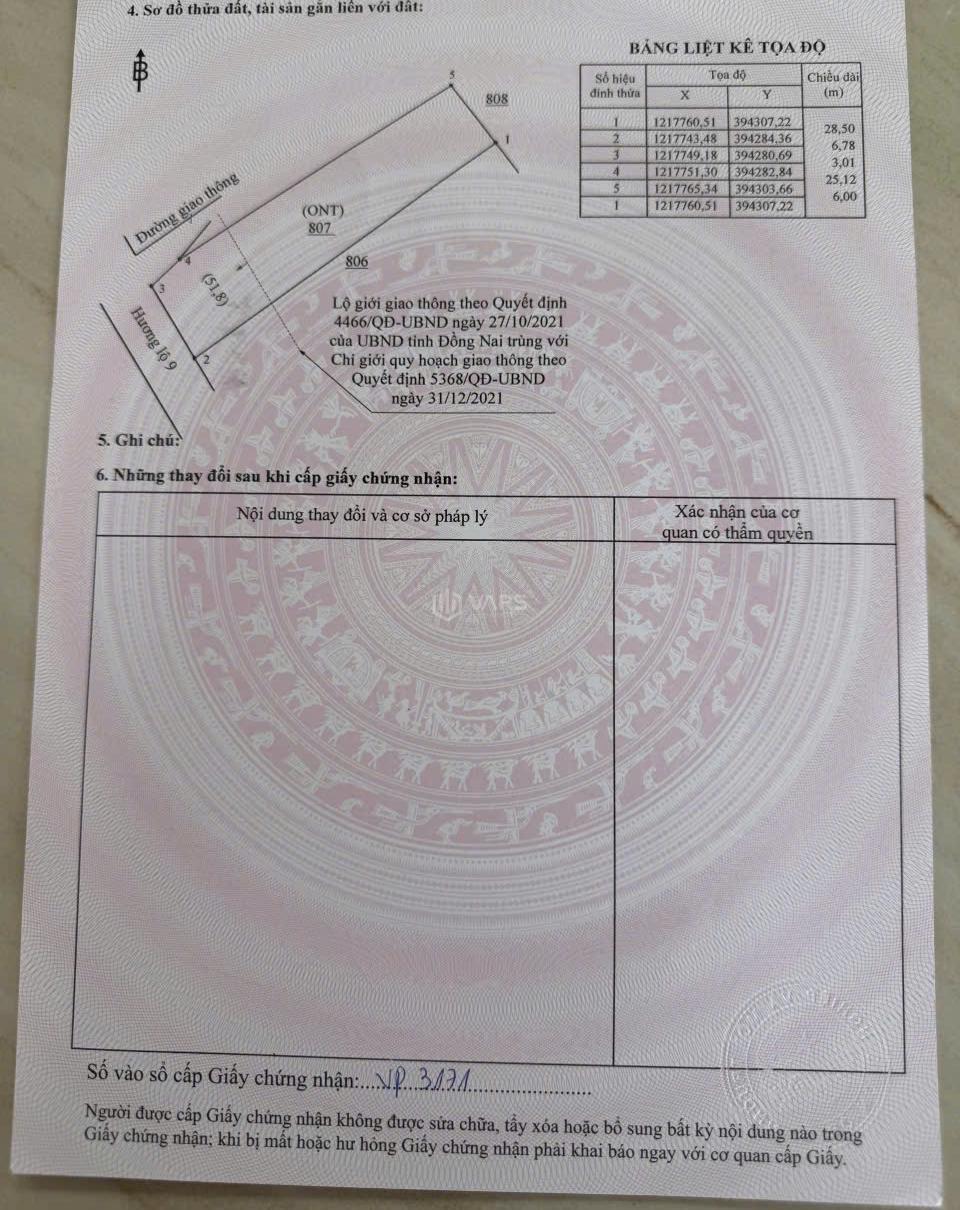 4. Sơ đồ thửa đất, tài sản gắn liền với đất:
BẢNG LIỆT KÊ TỌA ĐỘ
Số hiệu đỉnh thửa | Tọa độ | Chiều dài (m)
X | Y
1 | 1217760,51 | 394307,22
28,50
2 | 1217743,48 | 394284,36
6,78
3 | 1217749,18 | 394280,69
3,01
4 | 1217751,30 | 394282,84
25,12
5 | 1217765,34 | 394303,66
6,00
1 | 1217760,51 | 394307,22
B
5
808
1
Đường giao thông
(ONT)
807
4
806
3
(51,8)
Hương lộ 9
2
Lộ giới giao thông theo Quyết định
4466/QĐ-UBND ngày 27/10/2021
của UBND tỉnh Đồng Nai trùng với
Chỉ giới quy hoạch giao thông theo
Quyết định 5368/QĐ-UBND
ngày 31/12/2021
5. Ghi chú:
6. Những thay đổi sau khi cấp giấy chứng nhận:
Nội dung thay đổi và cơ sở pháp lý
Xác nhận của cơ
quan có thẩm quyền
VARS
Số vào sổ cấp Giấy chứng nhận:...VP 3171...
Người được cấp Giấy chứng nhận không được sửa chữa, tẩy xóa hoặc bổ sung bất kỳ nội dung nào trong
Giấy chứng nhận; khi bị mất hoặc hư hỏng Giấy chứng nhận phải khai báo ngay với cơ quan cấp Giấy.